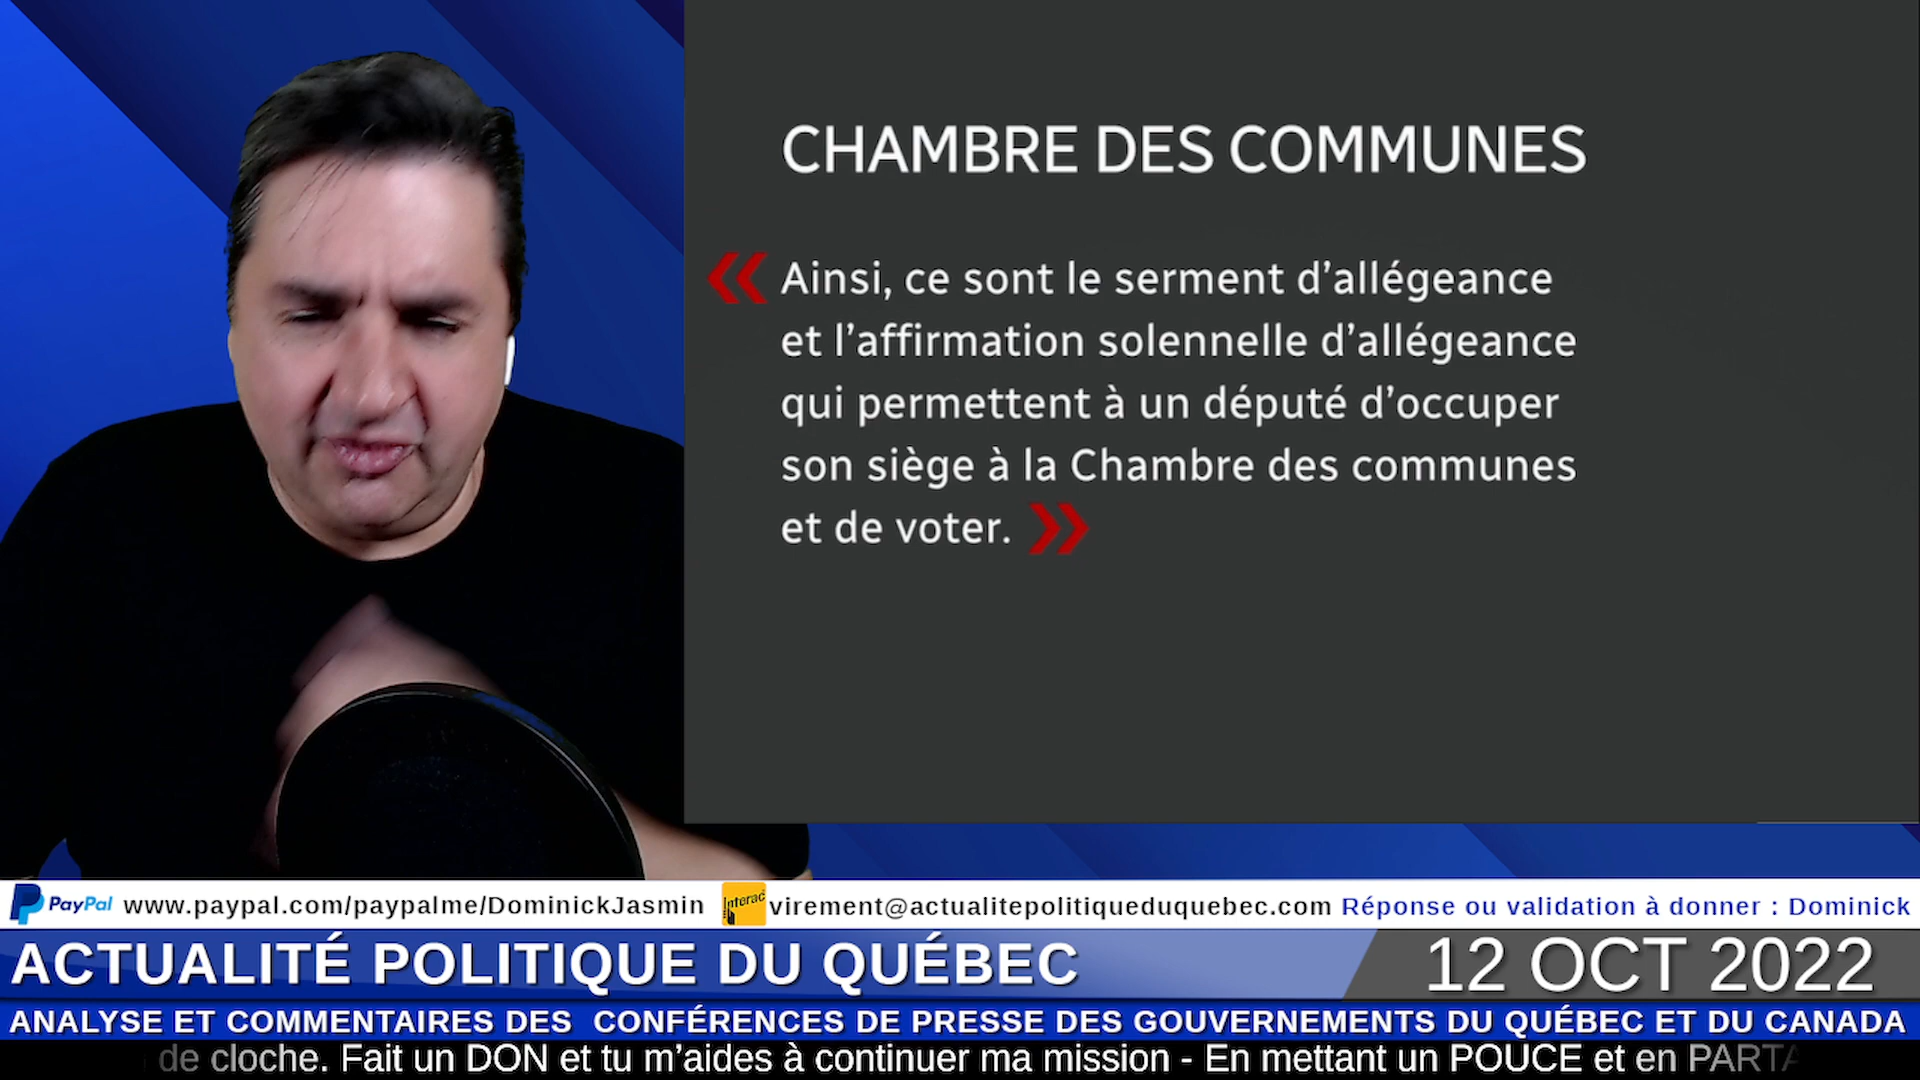 CHAMBRE DES COMMUNES
« Ainsi, ce sont le serment d’allégeance
et l’affirmation solennelle d’allégeance
qui permettent à un député d’occuper
son siège à la Chambre des communes
et de voter. »
PayPal www.paypal.com/paypalme/DominickJasmin Interac virement@actualitepolitiqueduquebec.com Réponse ou validation à donner : Dominick
ACTUALITÉ POLITIQUE DU QUÉBEC 12 OCT 2022
ANALYSE ET COMMENTAIRES DES CONFÉRENCES DE PRESSE DES GOUVERNEMENTS DU QUÉBEC ET DU CANADA
de cloche. Fait un DON et tu m’aides à continuer ma mission - En mettant un POUCE et en PARTA